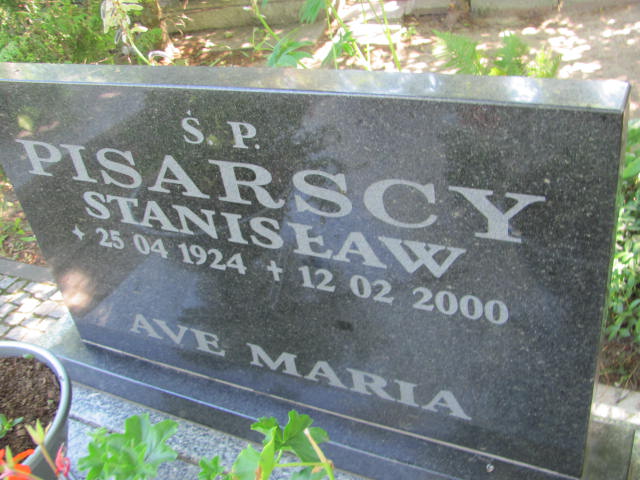 Ś. P.
PISARSCY
STANISŁAW
+ 25 04 1924 + 12 02 2000
AVE MARIA